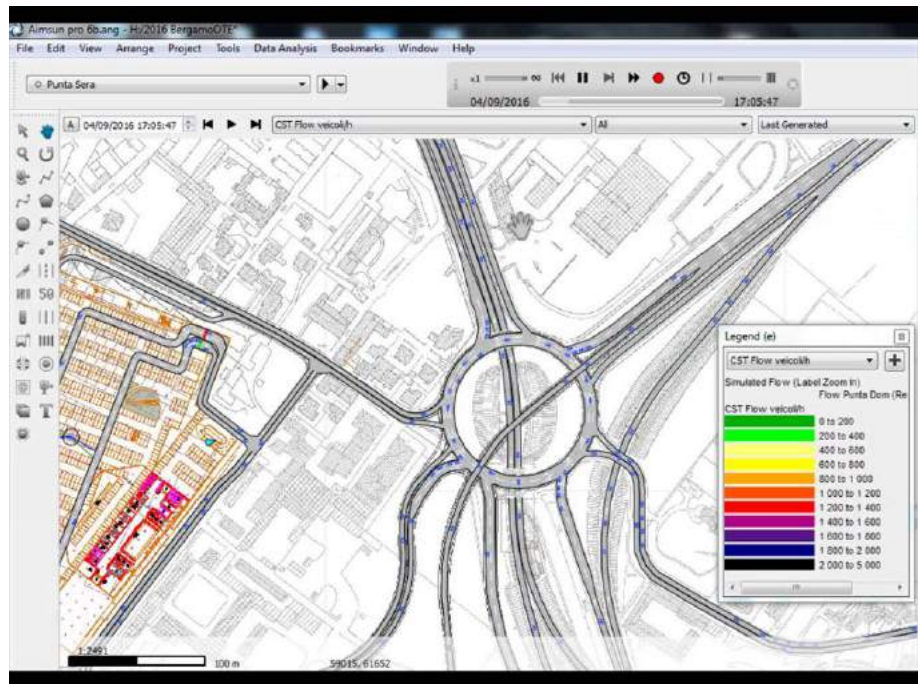 Aimsun pro 6b.ang - H:/2016 BergamoOTE*
File Edit View Arrange Project Tools Data Analysis Bookmarks Window Help
Punta Sera
x1
04/09/2016 17:05:47
A 04/09/2016 17:05:47 CST Flow veicoli/h All Last Generated
50
T
Legend (e)
CST Flow veicoli/h
Simulated Flow (Label Zoom in)
Flow Punta Dom (Re
CST Flow veicoli/h
0 to 200
200 to 400
400 to 600
600 to 800
800 to 1 000
1 000 to 1 200
1 200 to 1 400
1 400 to 1 600
1 600 to 1 800
1 800 to 2 000
2 000 to 5 000
1:2491
100 m
59015, 61652